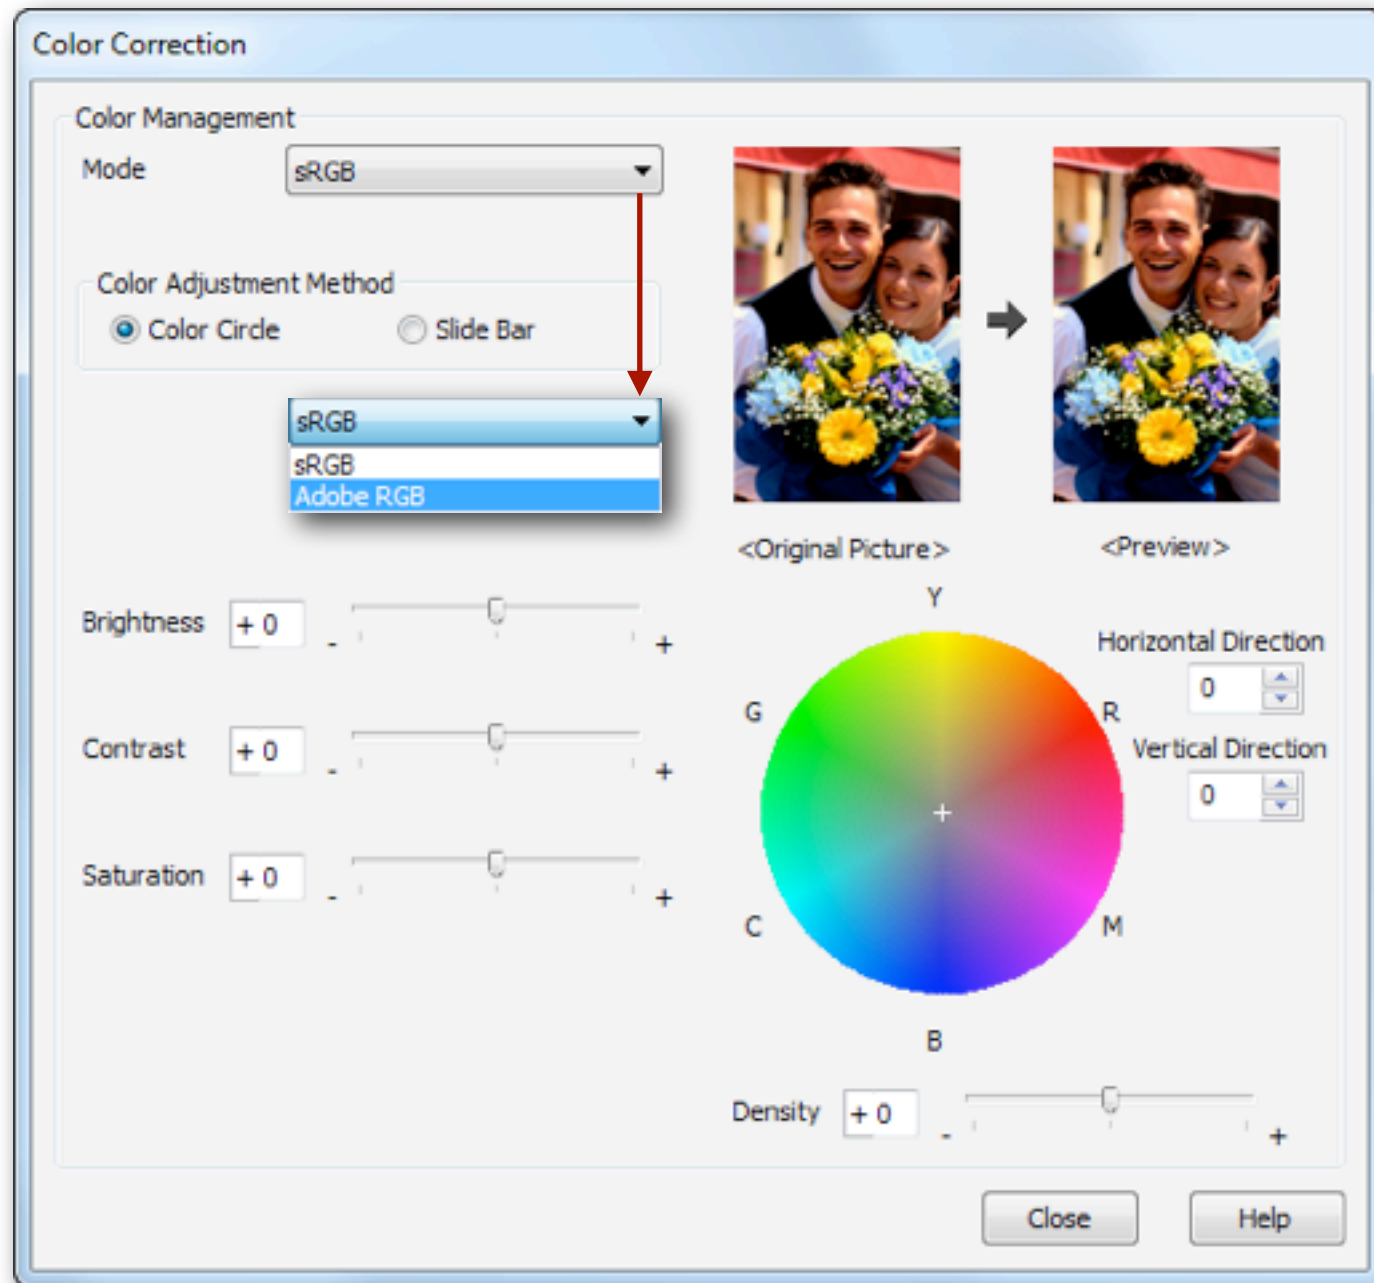 Color Correction
Color Management
Mode
sRGB
Color Adjustment Method
Color Circle
Slide Bar
sRGB
sRGB
Adobe RGB
<Original Picture>
<Preview>
Brightness
+ 0
-
+
Contrast
+ 0
-
+
Saturation
+ 0
-
+
Y
G
R
C
M
B
Horizontal Direction
0
Vertical Direction
0
Density
+ 0
-
+
Close
Help